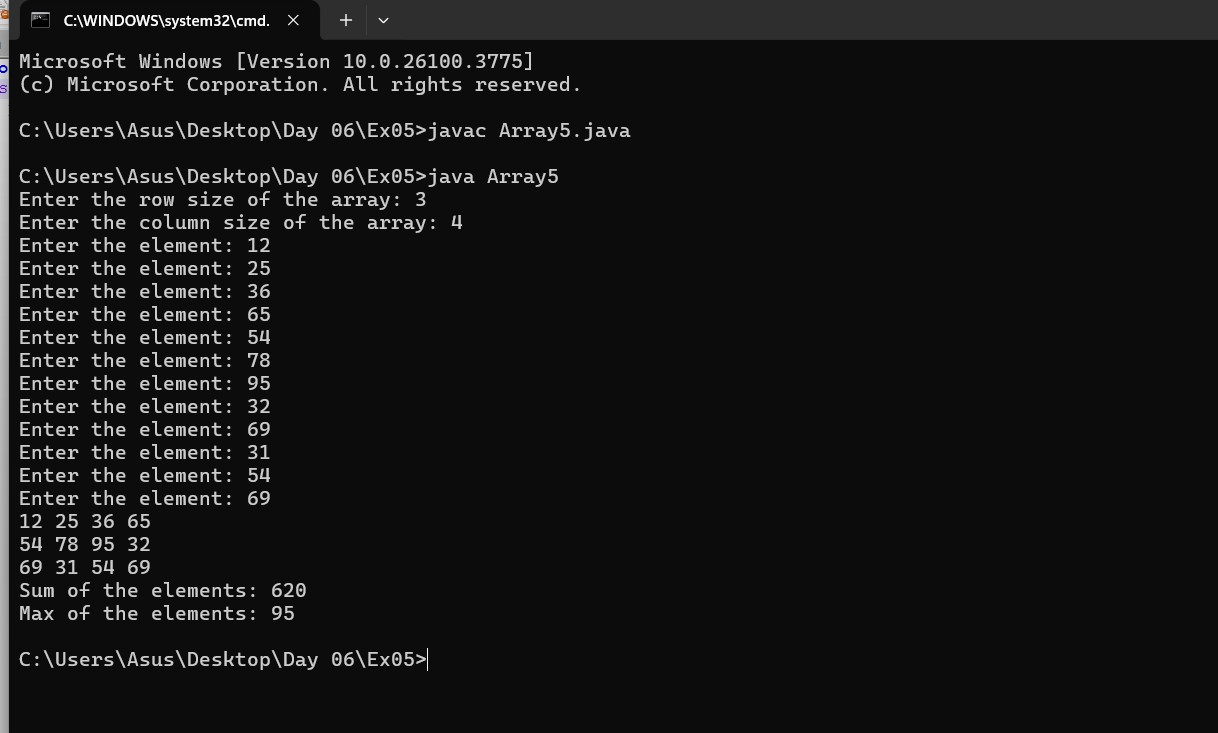 C:\WINDOWS\system32\cmd.
Microsoft Windows [Version 10.0.26100.3775]
(c) Microsoft Corporation. All rights reserved.
C:\Users\Asus\Desktop\Day 06\Ex05>javac Array5.java
C:\Users\Asus\Desktop\Day 06\Ex05>java Array5
Enter the row size of the array: 3
Enter the column size of the array: 4
Enter the element: 12
Enter the element: 25
Enter the element: 36
Enter the element: 65
Enter the element: 54
Enter the element: 78
Enter the element: 95
Enter the element: 32
Enter the element: 69
Enter the element: 31
Enter the element: 54
Enter the element: 69
12 25 36 65
54 78 95 32
69 31 54 69
Sum of the elements: 620
Max of the elements: 95
C:\Users\Asus\Desktop\Day 06\Ex05>